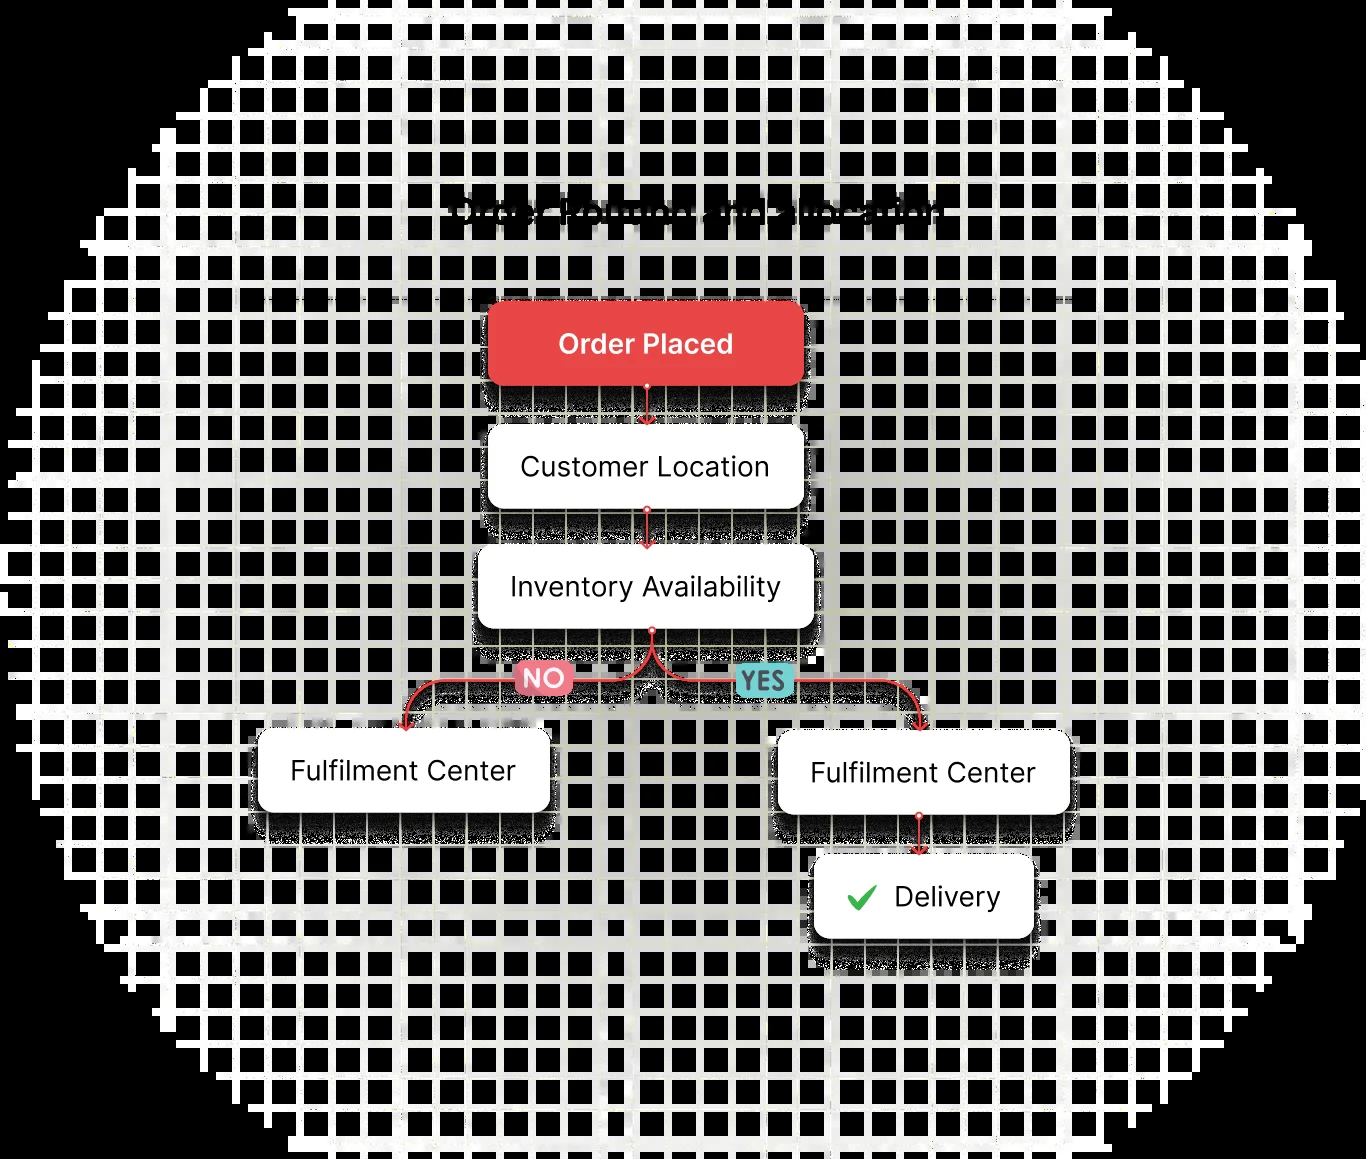 Order Routing and allocation
Order Placed
Customer Location
Inventory Availability
NO
YES
Fulfilment Center
Fulfilment Center
Delivery